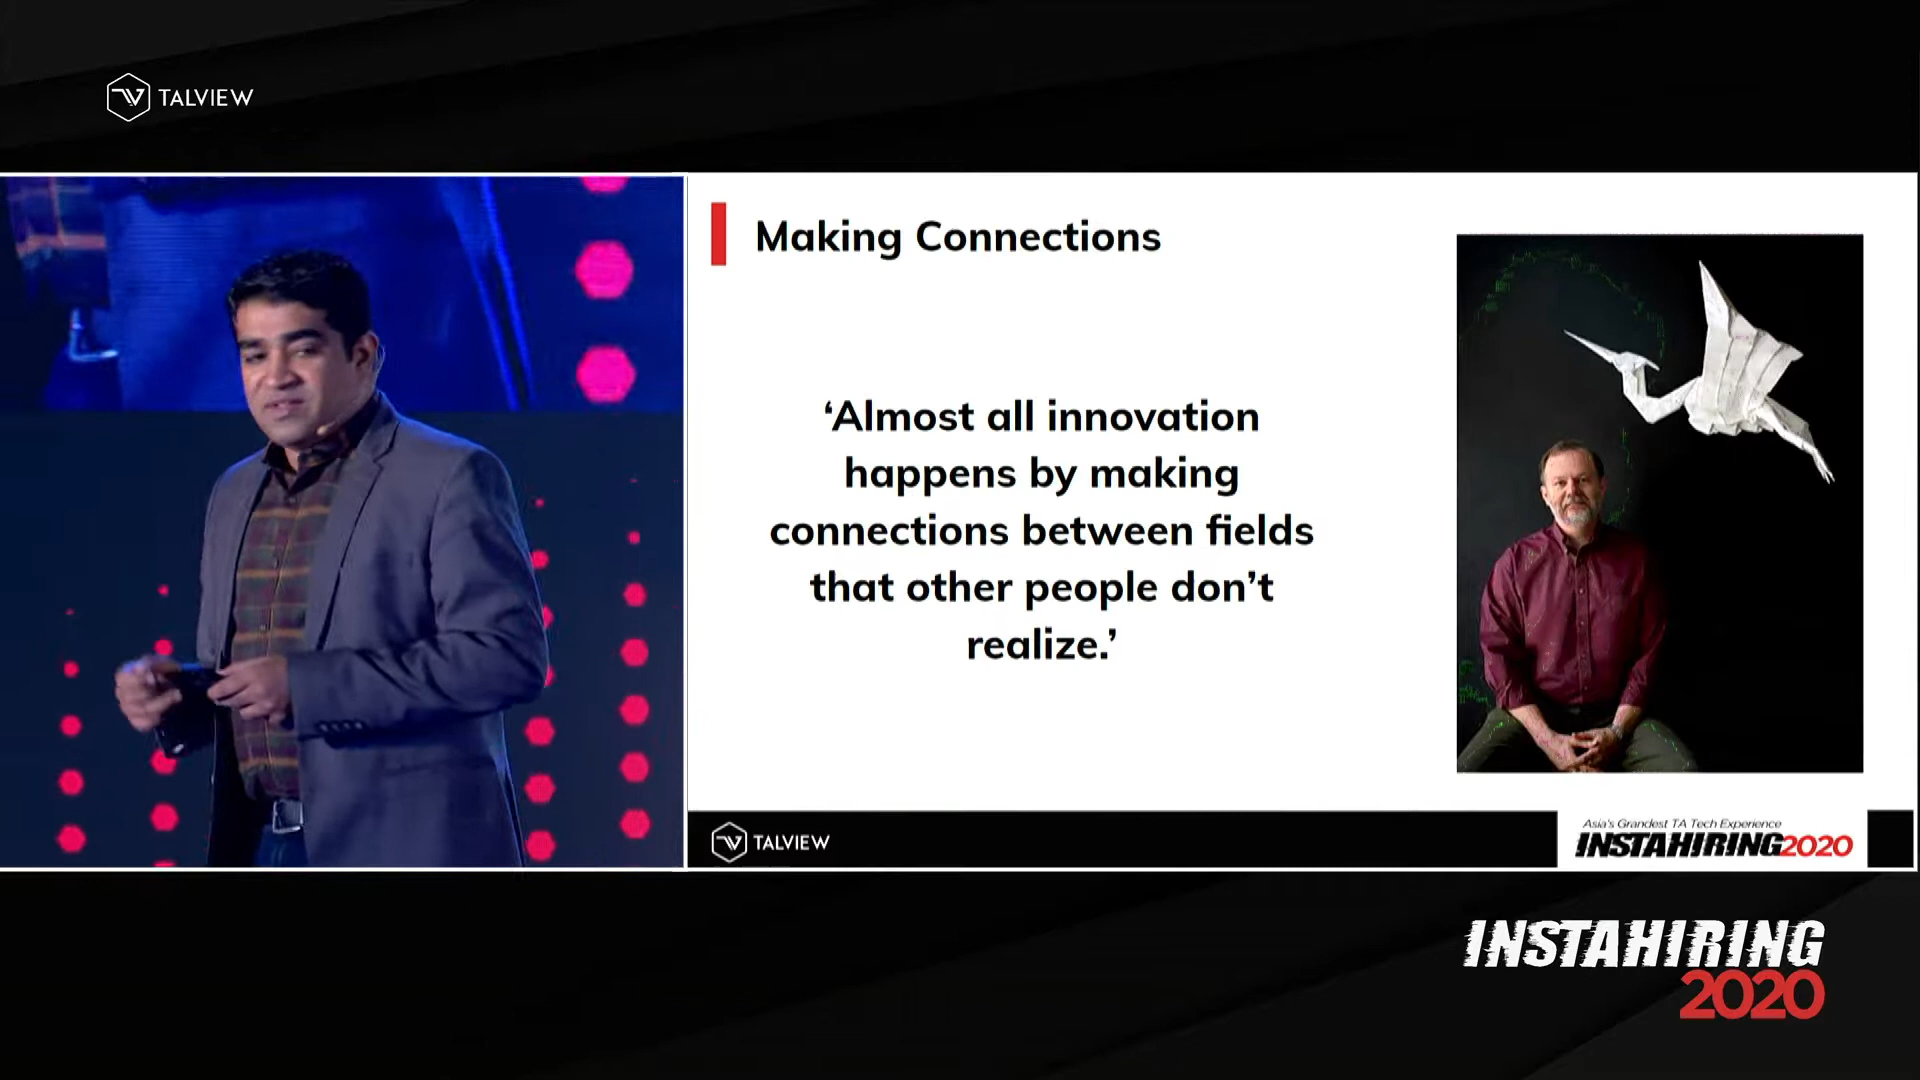 TALVIEW
Making Connections
‘Almost all innovation
happens by making
connections between fields
that other people don’t
realize.’
TALVIEW
Asia's Grandest TA Tech Experience
INSTAHIRING2020
INSTAHIRING
2020